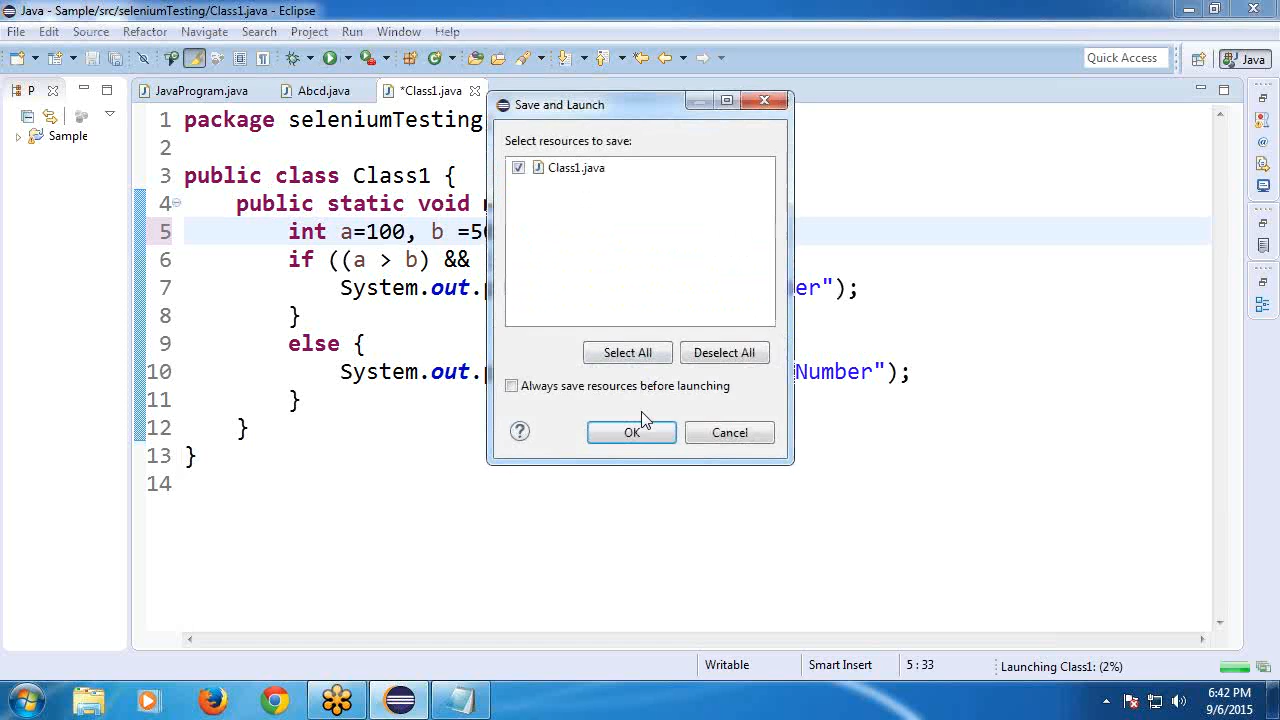 Java - Sample/src/seleniumTesting/Class1.java - Eclipse
File Edit Source Refactor Navigate Search Project Run Window Help
Quick Access
Java
P
JavaProgram.java
Abcd.java
*Class1.java
Sample
1 package seleniumTesting
2
3 public class Class1 {
4 public static void
5 int a=100, b =
6 if ((a > b) &&
7 System.out. er");
8 }
9 else {
10 System.out. Number");
11 }
12 }
13 }
14
Save and Launch
Select resources to save:
Class1.java
Select All
Deselect All
Always save resources before launching
?
OK
Cancel
Writable
Smart Insert
5 : 33
Launching Class1: (2%)
6:42 PM
9/6/2015